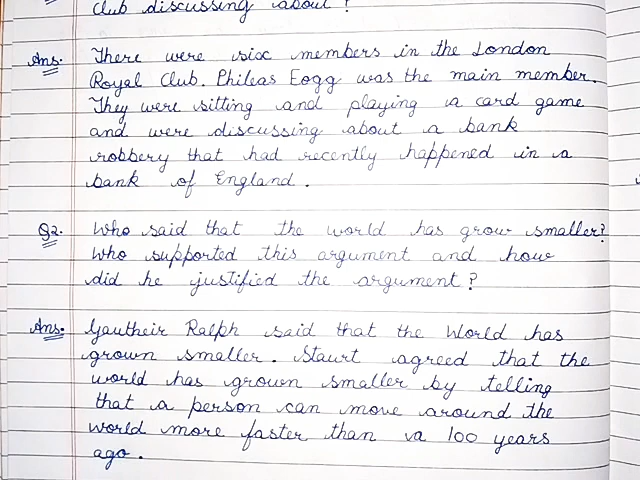 club discussing about?
Ans. There were six members in the London
Royal Club. Phileas Eogg was the main member.
They were sitting and playing a card game
and were discussing about a bank
robbery that had recently happened in a
bank of England.
Q2. Who said that the world has grow smaller?
Who supported this argument and how
did he justified the argument?
Ans. Gautheir Ralph said that the World has
grown smaller. Staurt agreed that the
world has grown smaller by telling
that a person can move around the
world more faster than a 100 years
ago.